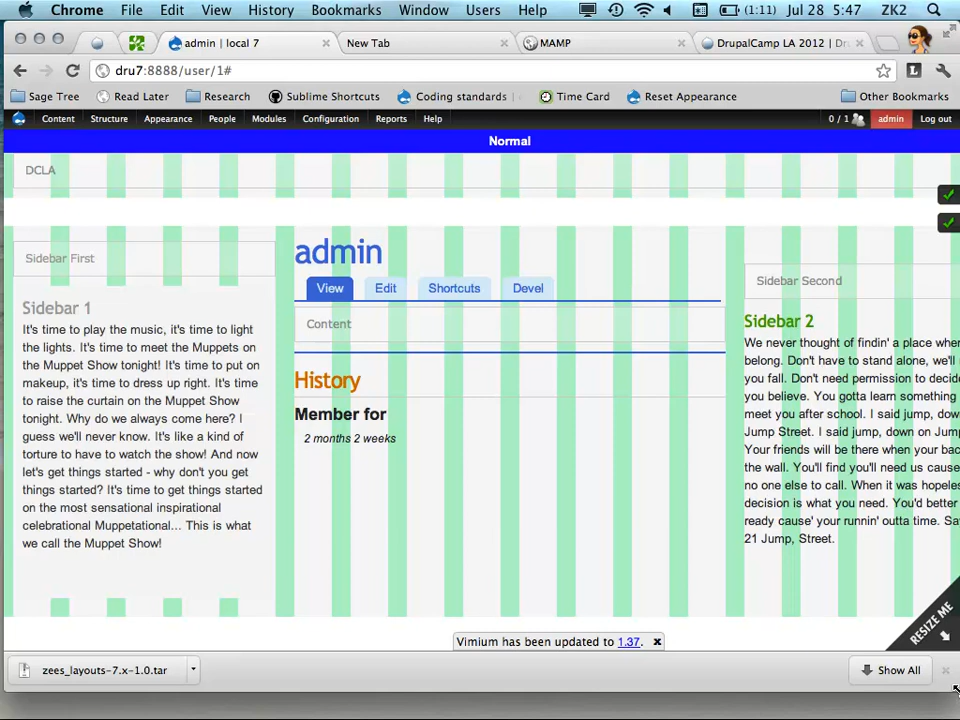 Chrome File Edit View History Bookmarks Window Users Help (1:11) Jul 28 5:47 ZK2
admin | local 7 New Tab MAMP DrupalCamp LA 2012 | Dru
dru7:8888/user/1#
Sage Tree Read Later Research Sublime Shortcuts Coding standards | Time Card Reset Appearance Other Bookmarks
Content Structure Appearance People Modules Configuration Reports Help 0 / 1 admin Log out
Normal
DCLA
Sidebar First
Sidebar 1
It's time to play the music, it's time to light
the lights. It's time to meet the Muppets on
the Muppet Show tonight! It's time to put on
makeup, it's time to dress up right. It's time
to raise the curtain on the Muppet Show
tonight. Why do we always come here? I
guess we'll never know. It's like a kind of
torture to have to watch the show! And now
let's get things started - why don't you get
things started? It's time to get things started
on the most sensational inspirational
celebrational Muppetational... This is what
we call the Muppet Show!
admin
View Edit Shortcuts Devel
Content
History
Member for
2 months 2 weeks
Sidebar Second
Sidebar 2
We never thought of findin' a place wher
belong. Don't have to stand alone, we'll
you fall. Don't need permission to decid
you believe. You gotta learn something
meet you after school. I said jump, dow
Jump Street. I said jump, down on Jum
Your friends will be there when your bac
the wall. You'll find you'll need us cause
no one else to call. When it was hopeles
decision is what you need. You'd better
ready cause' your runnin' outta time. Sa
21 Jump, Street.
RESIZE ME
Vimium has been updated to 1.37. x
zees_layouts-7.x-1.0.tar Show All